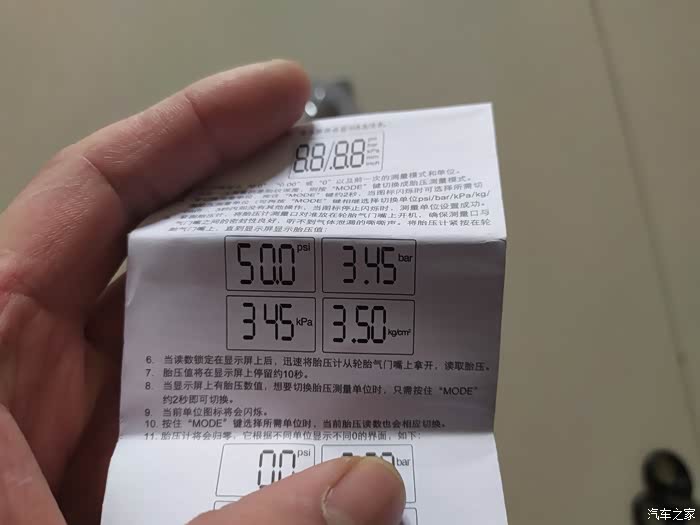 88/.88
kPa
mm
inch
"0.00" 或 "0" 以及前一次的测量模式和单位。
则按 "MODE" 键切换成胎压测量模式。
按住 "MODE" 键约2秒，当图标闪烁时可选择所需切
"MODE" 键相继选择切换单位psi/bar/kPa/kg/
没有其他操作，当图标停止闪烁时，测量单位设置成功。
将胎压计测量口对准放在轮胎气门嘴上开机，确保测量口与
气门嘴之间的密封性良好，听不到气体泄漏的嘶嘶声。将胎压计紧按在轮
胎气门嘴上，直到显示屏显示胎压值
50.0 psi 3.45 bar
345 kPa 3.50 kg/cm²
6. 当读数锁定在显示屏上后，迅速将胎压计从轮胎气门嘴上拿开，读取胎压。
7. 胎压值将在显示屏上停留约10秒。
8. 当显示屏上有胎压数值，想要切换胎压测量单位时，只需按住 "MODE"
约2秒即可切换。
9. 当前单位图标将会闪烁。
10. 按住 "MODE" 键选择所需单位时，当前胎压读数也会相应切换。
11. 胎压计将会归零，它根据不同单位显示不同0的界面，如下：
0.0 psi bar
汽车之家